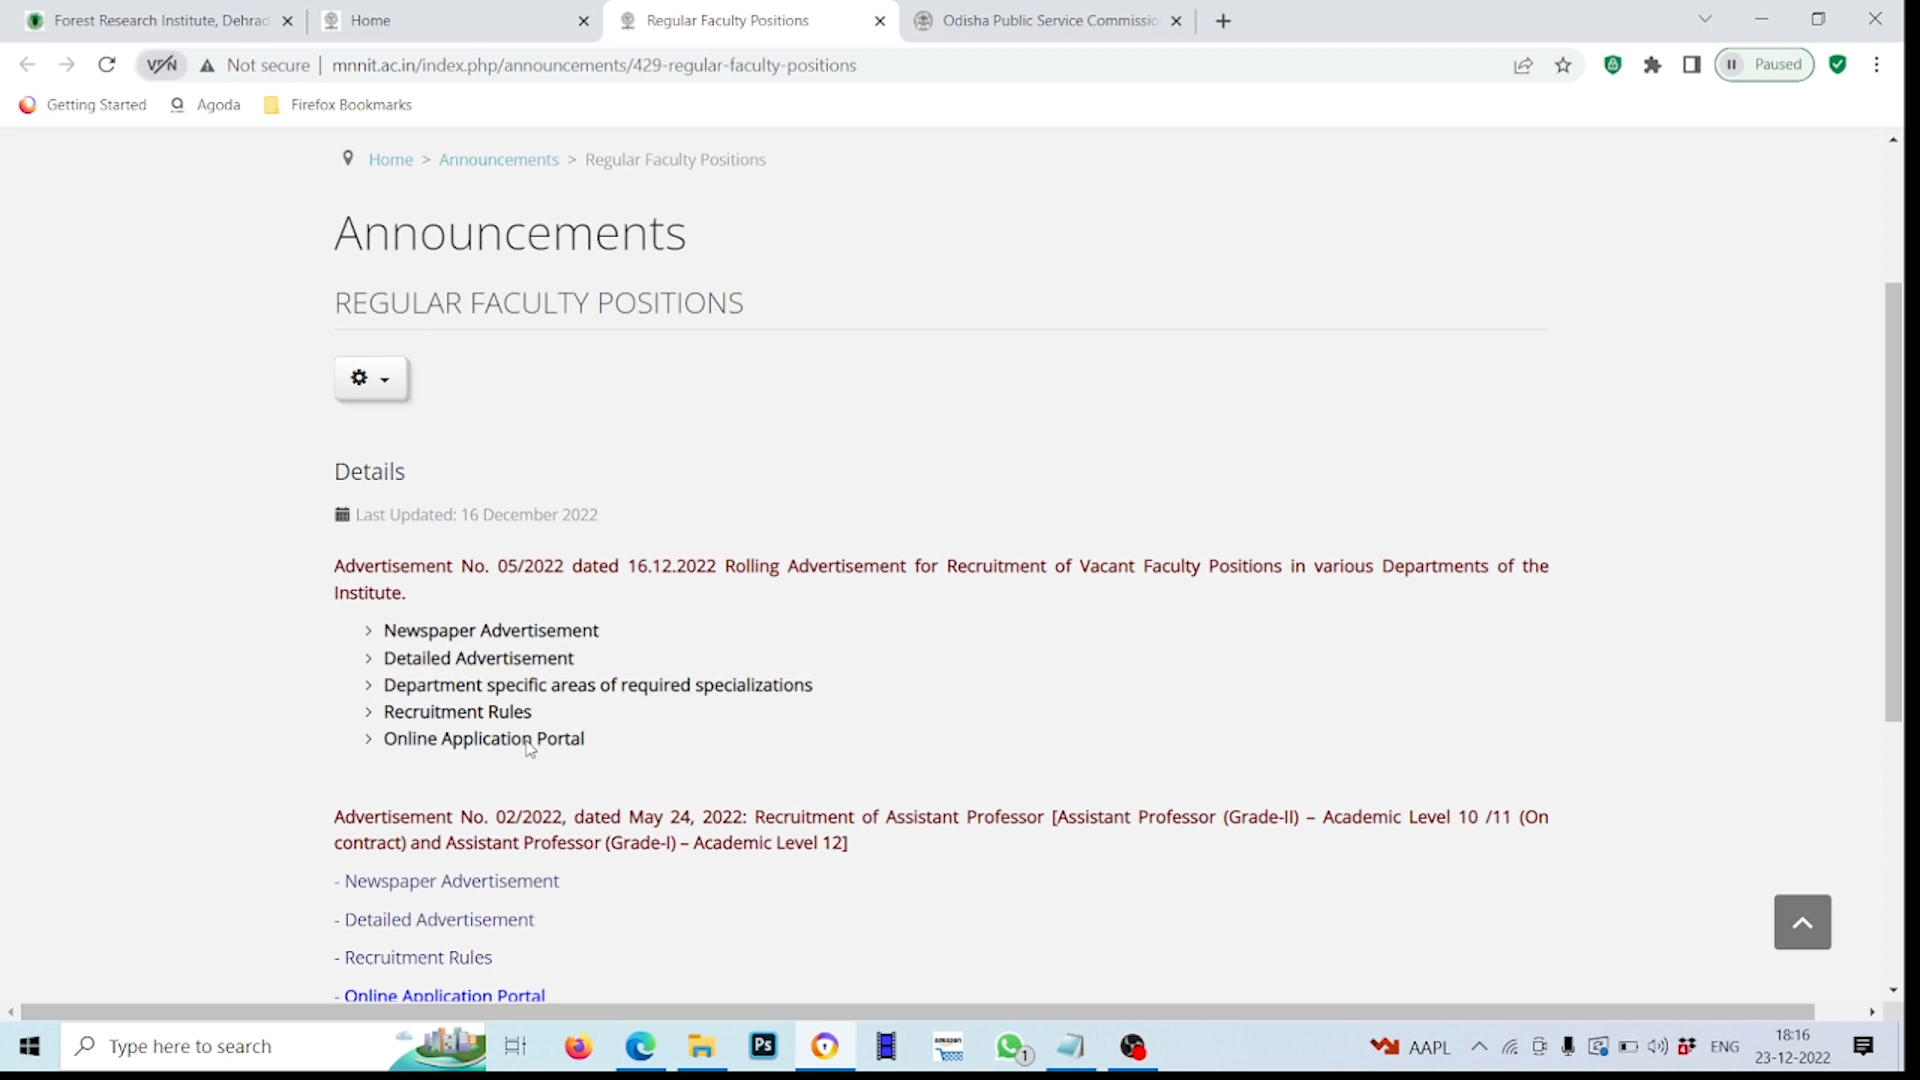 Forest Research Institute, Dehrad
Home
Regular Faculty Positions
Odisha Public Service Commissio
VPN
Not secure
mnnit.ac.in/index.php/announcements/429-regular-faculty-positions
Paused
Getting Started
Agoda
Firefox Bookmarks
Home > Announcements > Regular Faculty Positions
Announcements
REGULAR FACULTY POSITIONS
Details
Last Updated: 16 December 2022
Advertisement No. 05/2022 dated 16.12.2022 Rolling Advertisement for Recruitment of Vacant Faculty Positions in various Departments of the
Institute.
> Newspaper Advertisement
> Detailed Advertisement
> Department specific areas of required specializations
> Recruitment Rules
> Online Application Portal
Advertisement No. 02/2022, dated May 24, 2022: Recruitment of Assistant Professor [Assistant Professor (Grade-II) – Academic Level 10 /11 (On
contract) and Assistant Professor (Grade-I) – Academic Level 12]
- Newspaper Advertisement
- Detailed Advertisement
- Recruitment Rules
- Online Application Portal
Type here to search
Ps
amazon
1
AAPL
ENG
18:16
23-12-2022